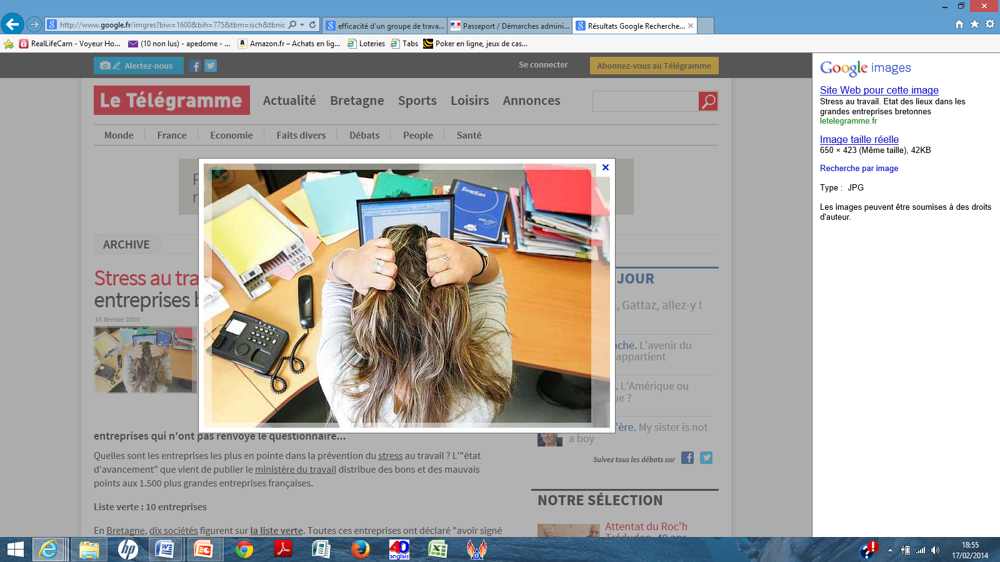 http://www.google.fr/imgres?biw=1600&bih=775&tbm=isch&tbnic
efficacité d'un groupe de trava...
Passeport / Démarches admini...
Résultats Google Recherche...
RealLifeCam - Voyeur Ho...
(10 non lus) - apedome - ...
Amazon.fr – Achats en lig...
Loteries
Tabs
Poker en ligne, jeux de cas...
Alertez-nous
Se connecter
Abonnez-vous au Télégramme
Le Télégramme
Actualité
Bretagne
Sports
Loisirs
Annonces
Monde
France
Economie
Faits divers
Débats
People
Santé
ARCHIVE
Stress au tra
entreprises b
18 février 2010
Direction
JOUR
, Gattaz, allez-y !
nche. L'avenir du
appartient
. L'Amérique ou
ue ?
'ère. My sister is not
a boy
Suivez tous les débats sur
entreprises qui n'ont pas renvoyé le questionnaire...
Quelles sont les entreprises les plus en pointe dans la prévention du stress au travail ? L'"état
d'avancement" que vient de publier le ministère du travail distribue des bons et des mauvais
points aux 1.500 plus grandes entreprises françaises.
Liste verte : 10 entreprises
En Bretagne, dix sociétés figurent sur la liste verte. Toutes ces entreprises ont déclaré "avoir signé
NOTRE SÉLECTION
Attentat du Roc'h
Trédudon. 40 ans
Google images
Site Web pour cette image
Stress au travail. Etat des lieux dans les
grandes entreprises bretonnes
letelegramme.fr
Image taille réelle
650 × 423 (Même taille), 42KB
Recherche par image
Type : JPG
Les images peuvent être soumises à des droits
d'auteur.
hp
40
anglais
18:55
17/02/2014